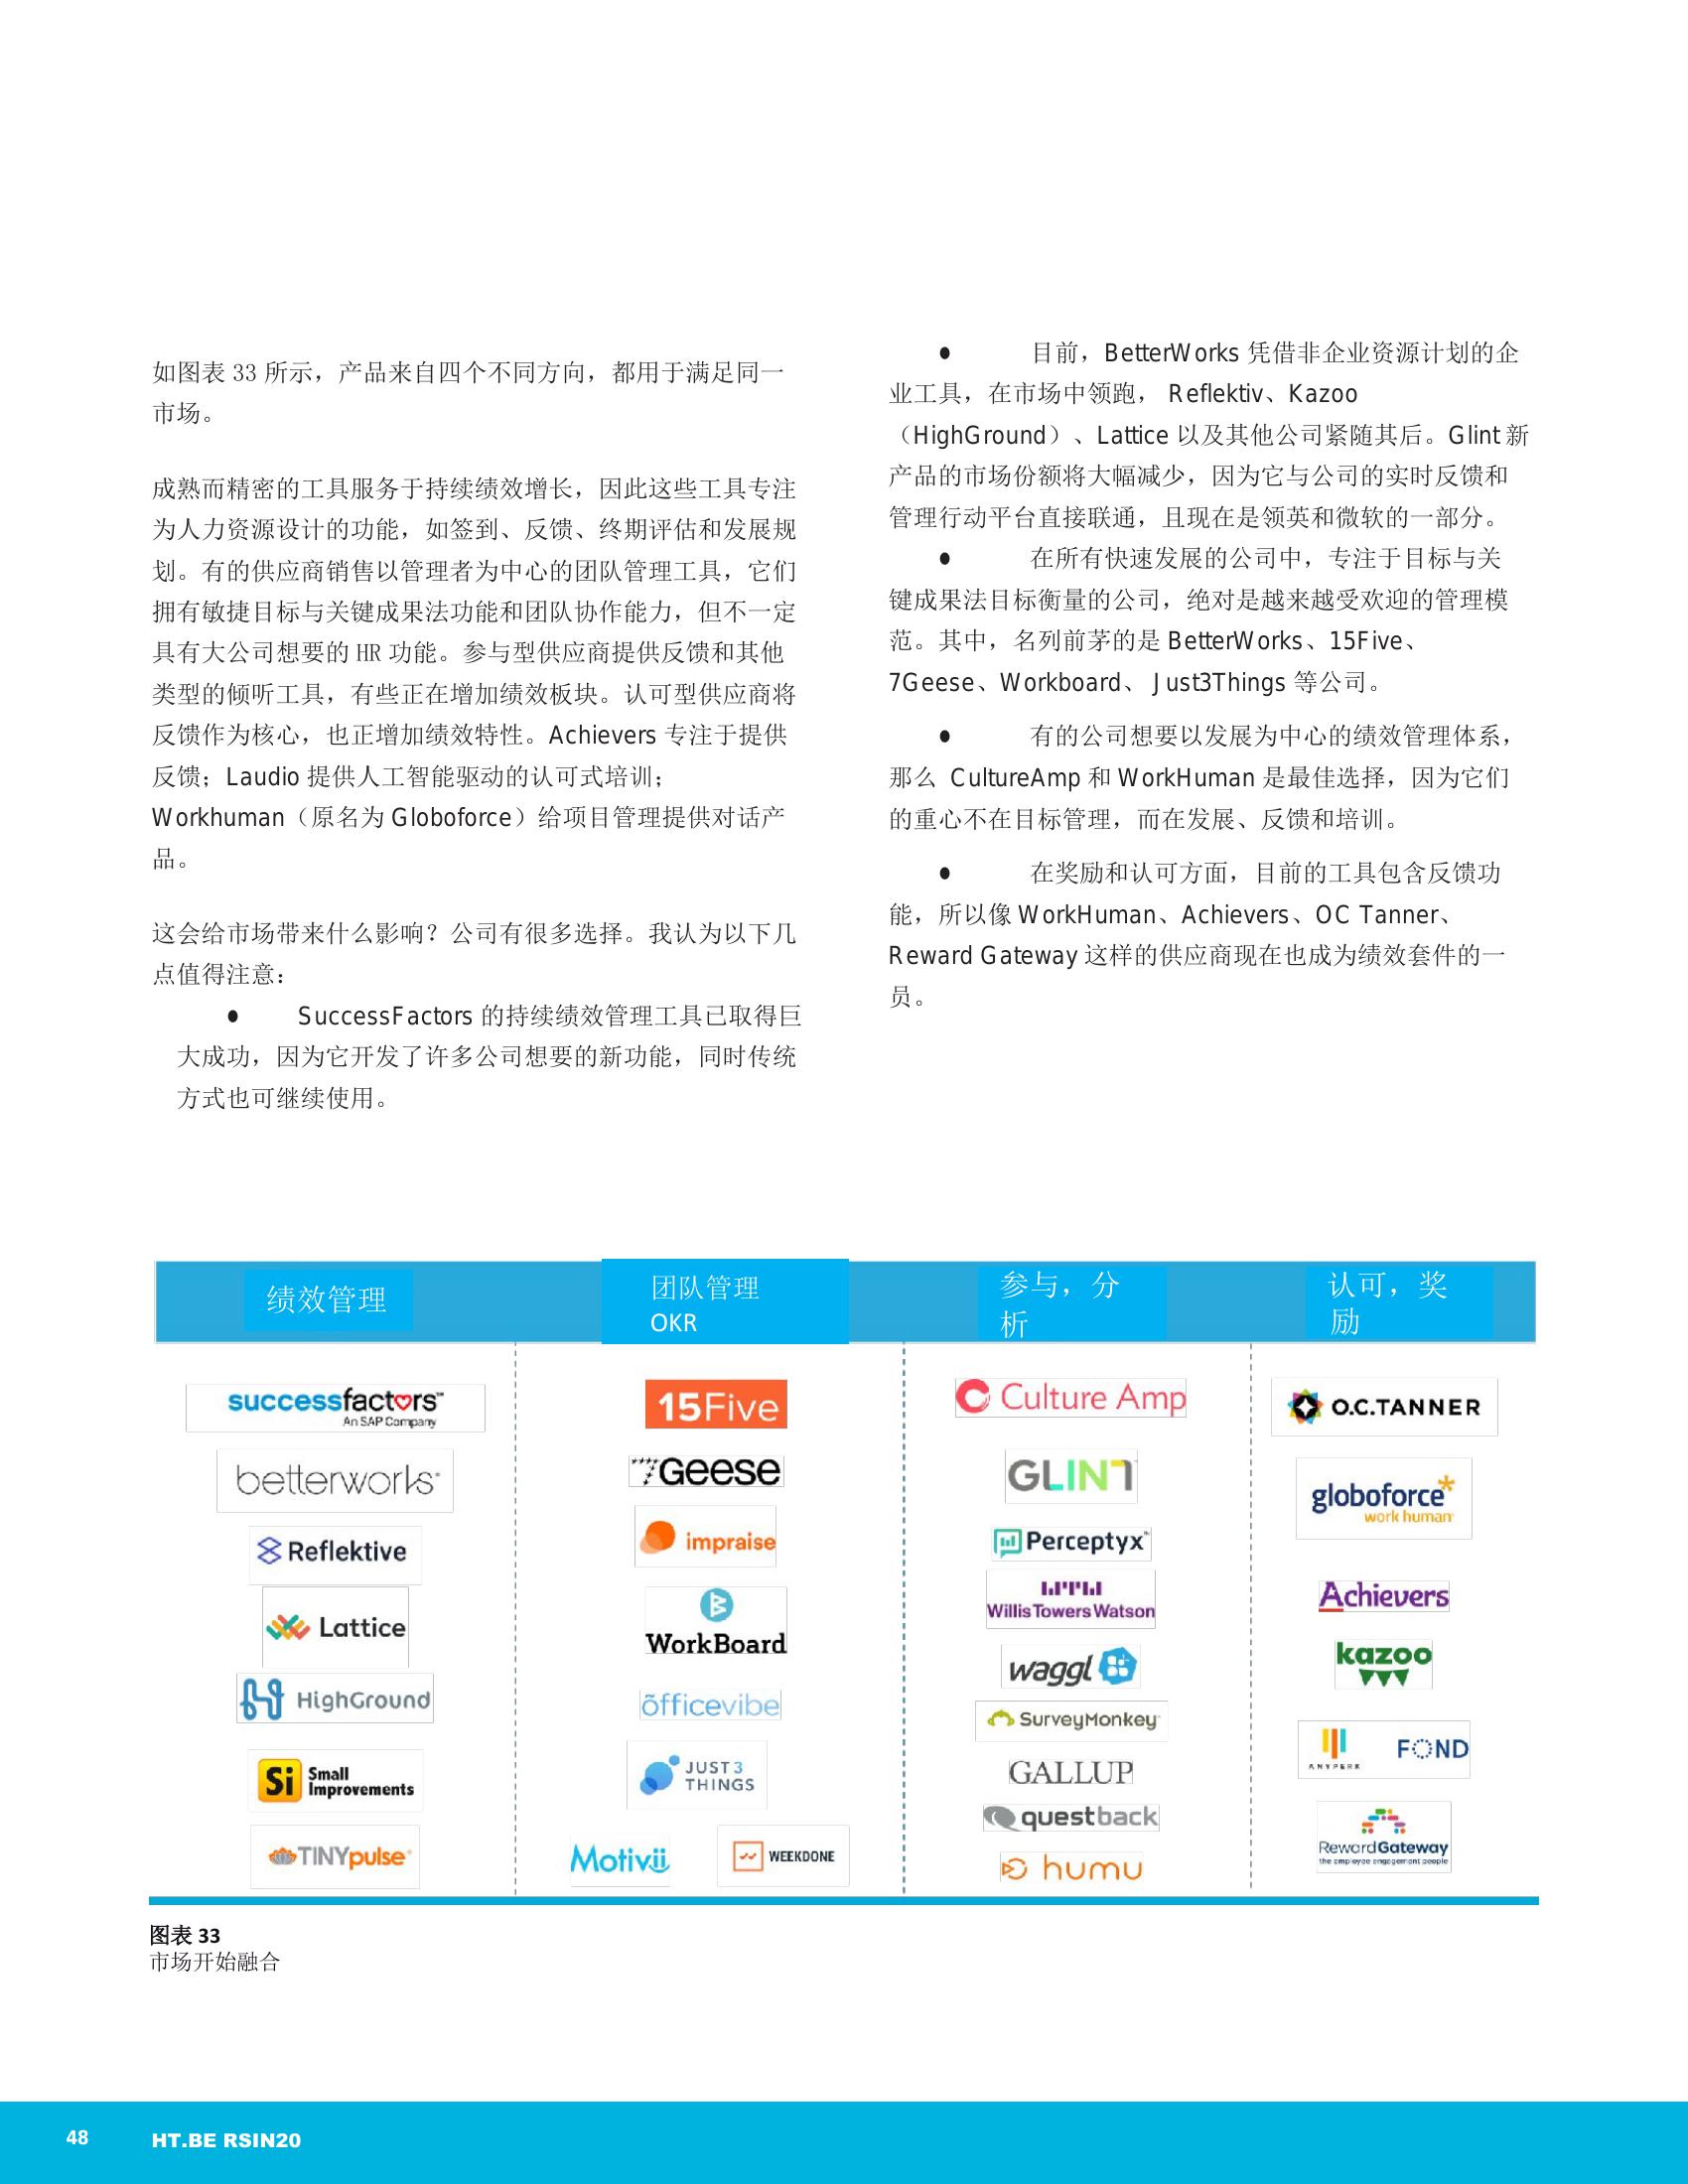 如图表 33 所示，产品来自四个不同方向，都用于满足同一
市场。
成熟而精密的工具服务于持续绩效增长，因此这些工具专注
为人力资源设计的功能，如签到、反馈、终期评估和发展规
划。有的供应商销售以管理者为中心的团队管理工具，它们
拥有敏捷目标与关键成果法功能和团队协作能力，但不一定
具有大公司想要的 HR 功能。参与型供应商提供反馈和其他
类型的倾听工具，有些正在增加绩效板块。认可型供应商将
反馈作为核心，也正增加绩效特性。Achievers 专注于提供
反馈；Laudio 提供人工智能驱动的认可式培训；
Workhuman（原名为 Globoforce）给项目管理提供对话产
品。
这会给市场带来什么影响？公司有很多选择。我认为以下几
点值得注意：
● SuccessFactors 的持续绩效管理工具已取得巨
大成功，因为它开发了许多公司想要的新功能，同时传统
方式也可继续使用。
● 目前，BetterWorks 凭借非企业资源计划的企
业工具，在市场中领跑， Reflektiv、Kazoo
（HighGround）、Lattice 以及其他公司紧随其后。Glint 新
产品的市场份额将大幅减少，因为它与公司的实时反馈和
管理行动平台直接联通，且现在是领英和微软的一部分。
● 在所有快速发展的公司中，专注于目标与关
键成果法目标衡量的公司，绝对是越来越受欢迎的管理模
范。其中，名列前茅的是 BetterWorks、15Five、
7Geese、Workboard、 Just3Things 等公司。
● 有的公司想要以发展为中心的绩效管理体系，
那么 CultureAmp 和 WorkHuman 是最佳选择，因为它们
的重心不在目标管理，而在发展、反馈和培训。
● 在奖励和认可方面，目前的工具包含反馈功
能，所以像 WorkHuman、Achievers、OC Tanner、
Reward Gateway 这样的供应商现在也成为绩效套件的一
员。
绩效管理
successfactors™
An SAP Company
betterworks
Reflektive
Lattice
HighGround
Si Small
Improvements
TINYpulse
团队管理
OKR
15Five
7Geese
impraise
WorkBoard
õfficevibe
JUST 3
THINGS
Motivii
WEEKDONE
参与，分
析
Culture Amp
GLINT
Perceptyx
Willis Towers Watson
waggl
SurveyMonkey
GALLUP
questback
humu
认可，奖
励
O.C.TANNER
globoforce
work human
Achievers
kazoo
ANYPERK FOND
RewardGateway
the employee engagement people
图表 33
市场开始融合
48 HT.BE RSIN20